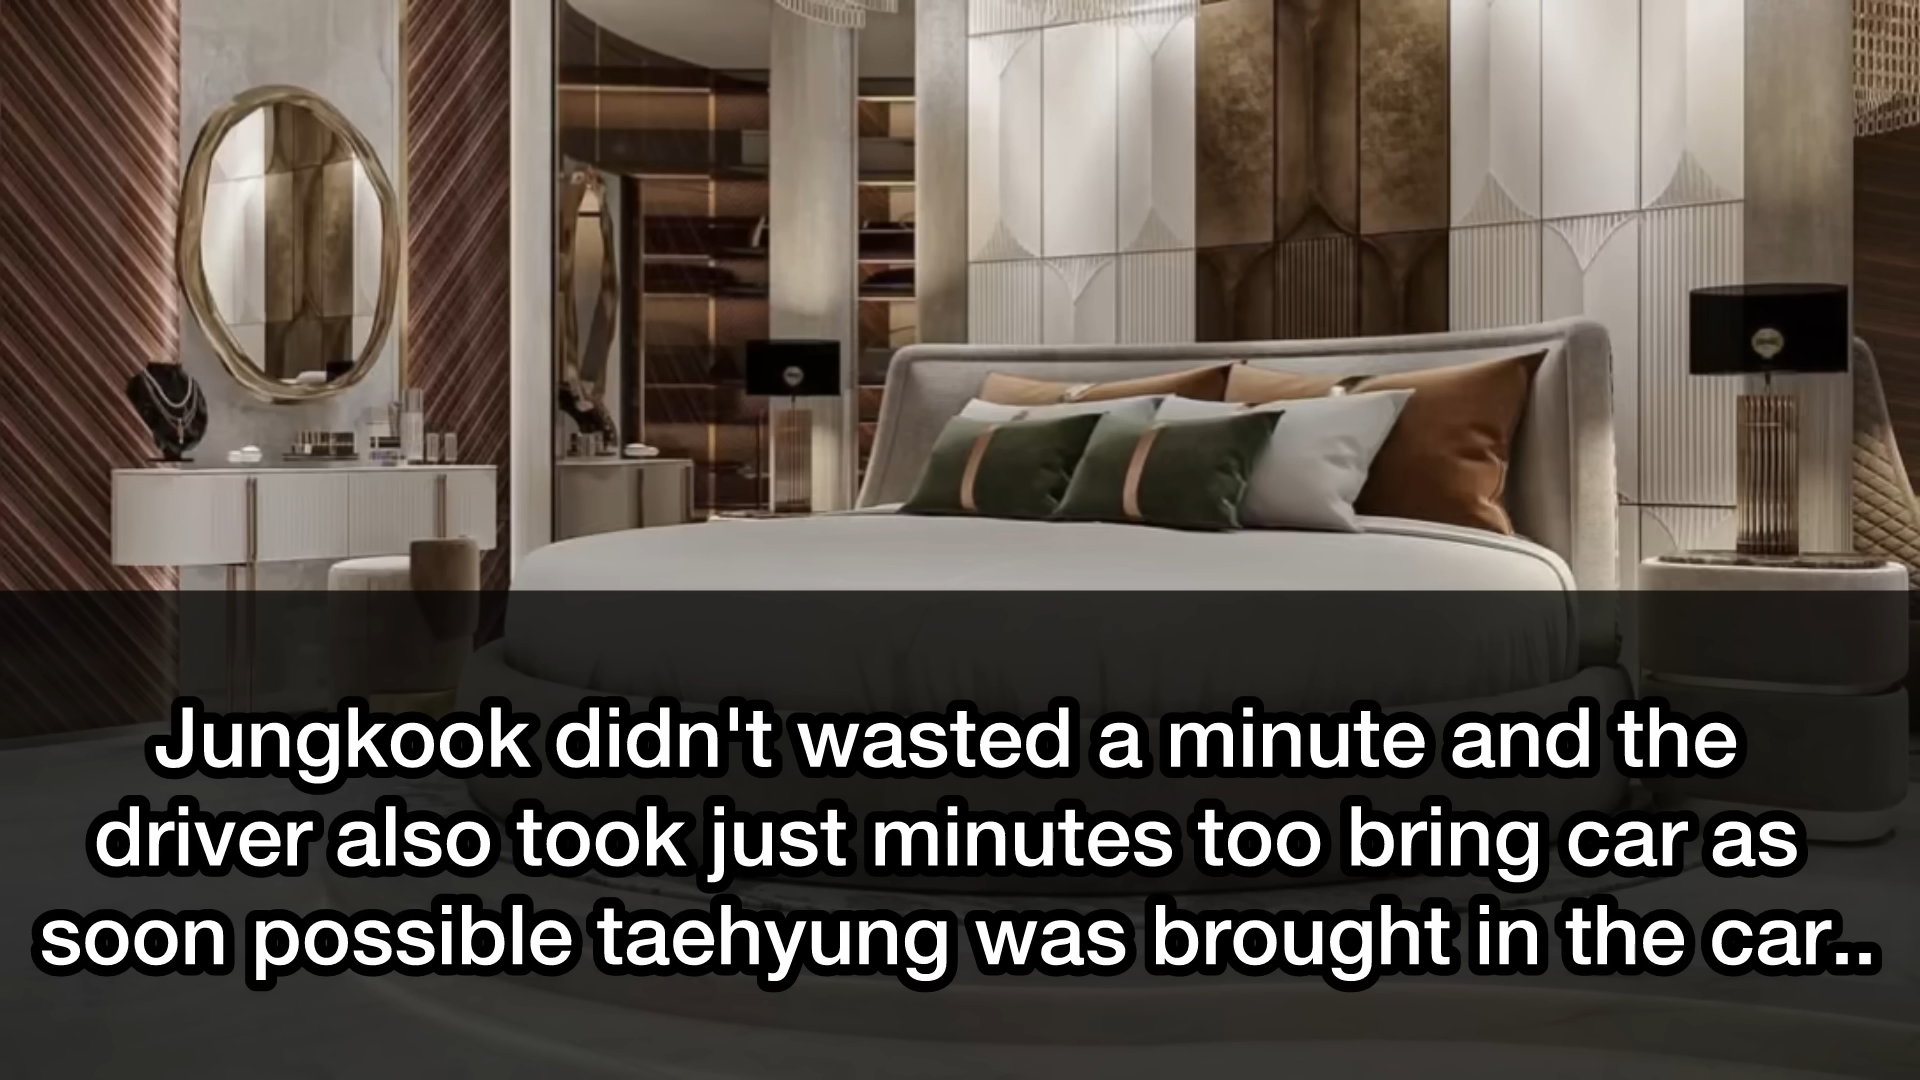 Jungkook didn't wasted a minute and the
driver also took just minutes too bring car as
soon possible taehyung was brought in the car..